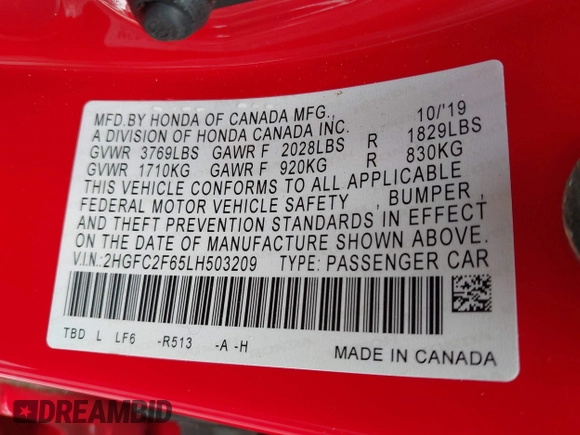 MFD.BY HONDA OF CANADA MFG., 10/'19
A DIVISION OF HONDA CANADA INC.
GVWR 3769LBS GAWR F 2028LBS R 1829LBS
GVWR 1710KG GAWR F 920KG R 830KG
THIS VEHICLE CONFORMS TO ALL APPLICABLE
FEDERAL MOTOR VEHICLE SAFETY , BUMPER ,
AND THEFT PREVENTION STANDARDS IN EFFECT
ON THE DATE OF MANUFACTURE SHOWN ABOVE.
V.I.N.:2HGFC2F65LH503209 TYPE: PASSENGER CAR
TBD L LF6 -R513 -A -H
MADE IN CANADA
DREAMBID